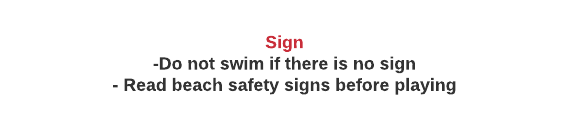 Sign
-Do not swim if there is no sign
- Read beach safety signs before playing